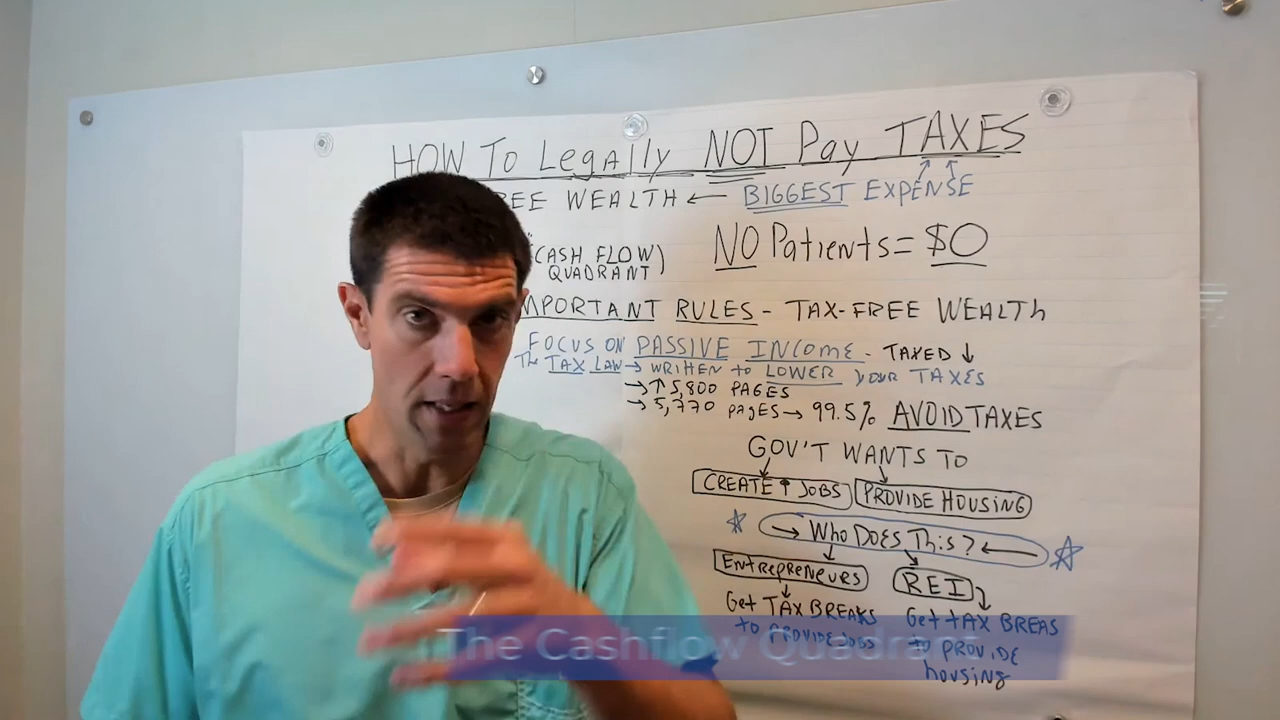 HOW To Legally NOT Pay TAXES
REE WEALTH ← BIGGEST EXPENSE
(CASH FLOW QUADRANT)
NO Patients = $0
MPORTANT RULES - TAX-FREE WEALTH
FOCUS ON PASSIVE INCOME - TAXED ↓
The TAX LAW → WRITTEN to LOWER your TAXES
→ ↑ 5,800 PAGES
→ 5,770 PAgES → 99.5% AVOID TAXES
GOV'T WANTS TO
CREATE ↑ JOBS PROVIDE HOUSING
→ Who Does This? ←
ENtREPRENEURS REI
Get TAX BREAKS Get tAX BREAS
to PROVIDE JOBS to PROVIDE
housing
The Cashflow Quadrant